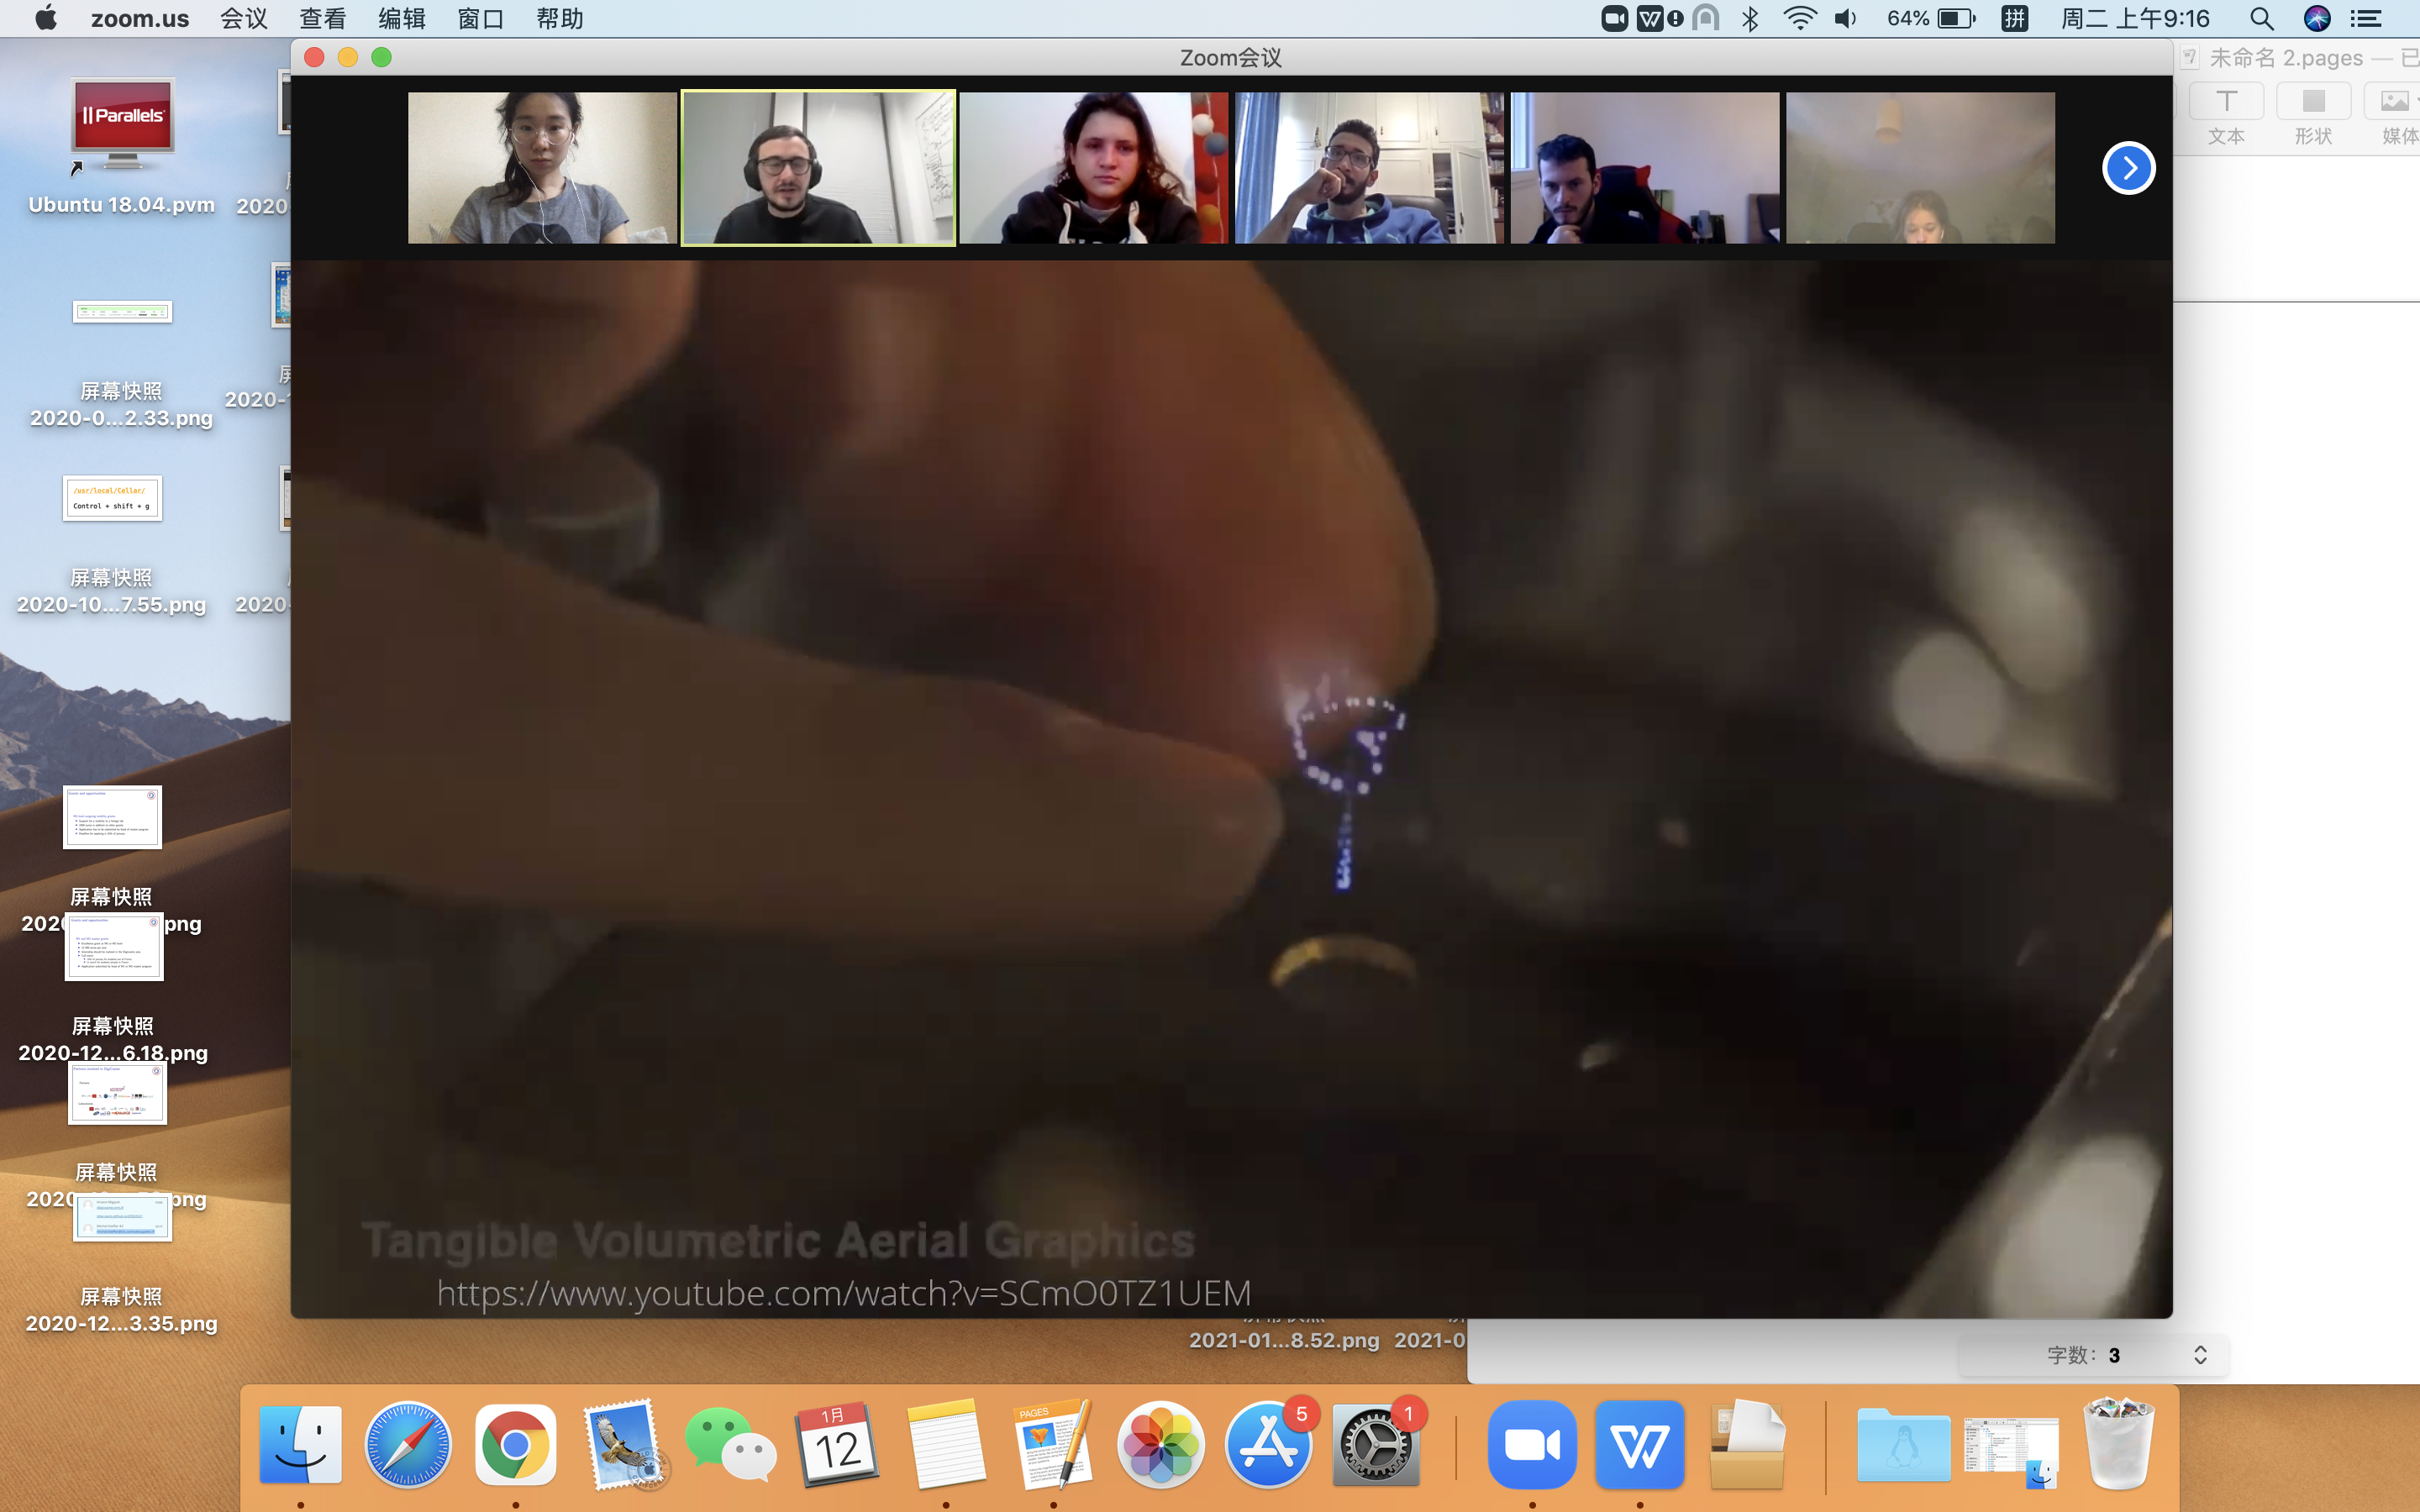 zoom.us 会议 查看 编辑 窗口 帮助
64% 拼 周二 上午9:16
Zoom会议
未命名 2.pages — 已
文本 形状 媒体
Parallels
Ubuntu 18.04.pvm
2020
屏幕快照
2020-0...2.33.png
2020-1
/usr/local/Cellar/
Control + shift + g
屏幕快照
2020-10...7.55.png
2020-
屏幕快照
屏幕快照
2020-12...6.18.png
屏幕快照
屏幕快照
2020-12...3.35.png
Tangible Volumetric Aerial Graphics
https://www.youtube.com/watch?v=SCmO0TZ1UEM
2021-01...8.52.png
2021-0
字数: 3
1月
12
PAGES
5
1